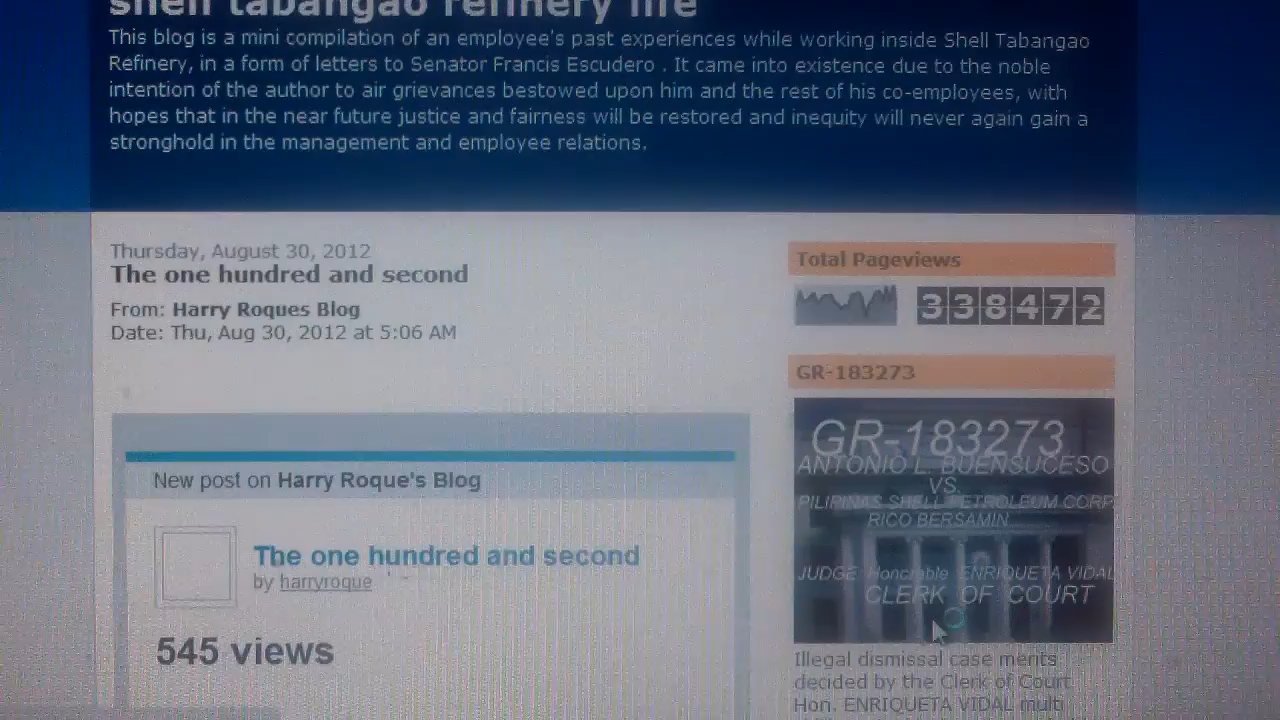 shell tabangao refinery life
This blog is a mini compilation of an employee's past experiences while working inside Shell Tabangao
Refinery, in a form of letters to Senator Francis Escudero . It came into existence due to the noble
intention of the author to air grievances bestowed upon him and the rest of his co-employees, with
hopes that in the near future justice and fairness will be restored and inequity will never again gain a
stronghold in the management and employee relations.
Thursday, August 30, 2012
The one hundred and second
From: Harry Roques Blog
Date: Thu, Aug 30, 2012 at 5:06 AM
New post on Harry Roque's Blog
The one hundred and second
by harryroque
545 views
Total Pageviews
338472
GR-183273
GR-183273
ANTONIO L. BUENSUCESO
VS.
PILIPINAS SHELL PETROLEUM CORP
RICO BERSAMIN
JUDGE Honorable ENRIQUETA VIDAL
CLERK OF COURT
Illegal dismissal case merits
decided by the Clerk of Court
Hon. ENRIQUETA VIDAL multi